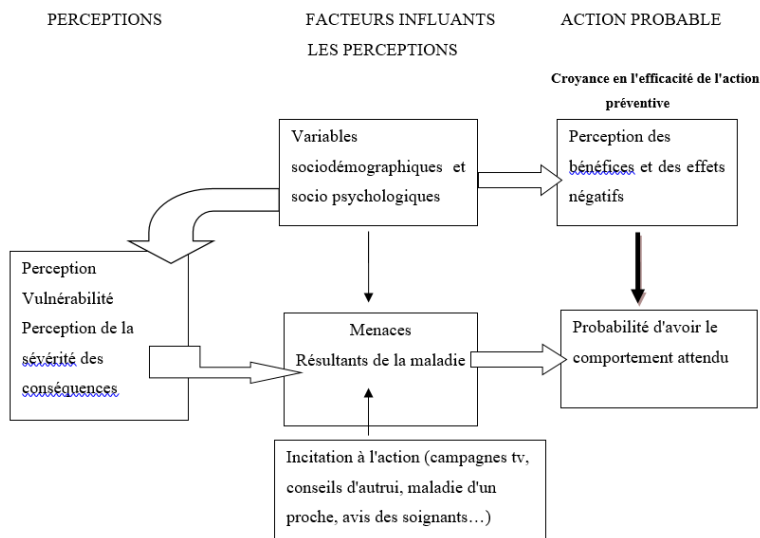 PERCEPTIONS
FACTEURS INFLUANTS
LES PERCEPTIONS
ACTION PROBABLE
Croyance en l'efficacité de l'action
préventive
Variables
sociodémographiques et
socio psychologiques
Perception des
bénéfices et des effets
négatifs
Perception
Vulnérabilité
Perception de la
sévérité des
conséquences
Menaces
Résultants de la maladie
Probabilité d'avoir le
comportement attendu
Incitation à l'action (campagnes tv,
conseils d'autrui, maladie d'un
proche, avis des soignants…)